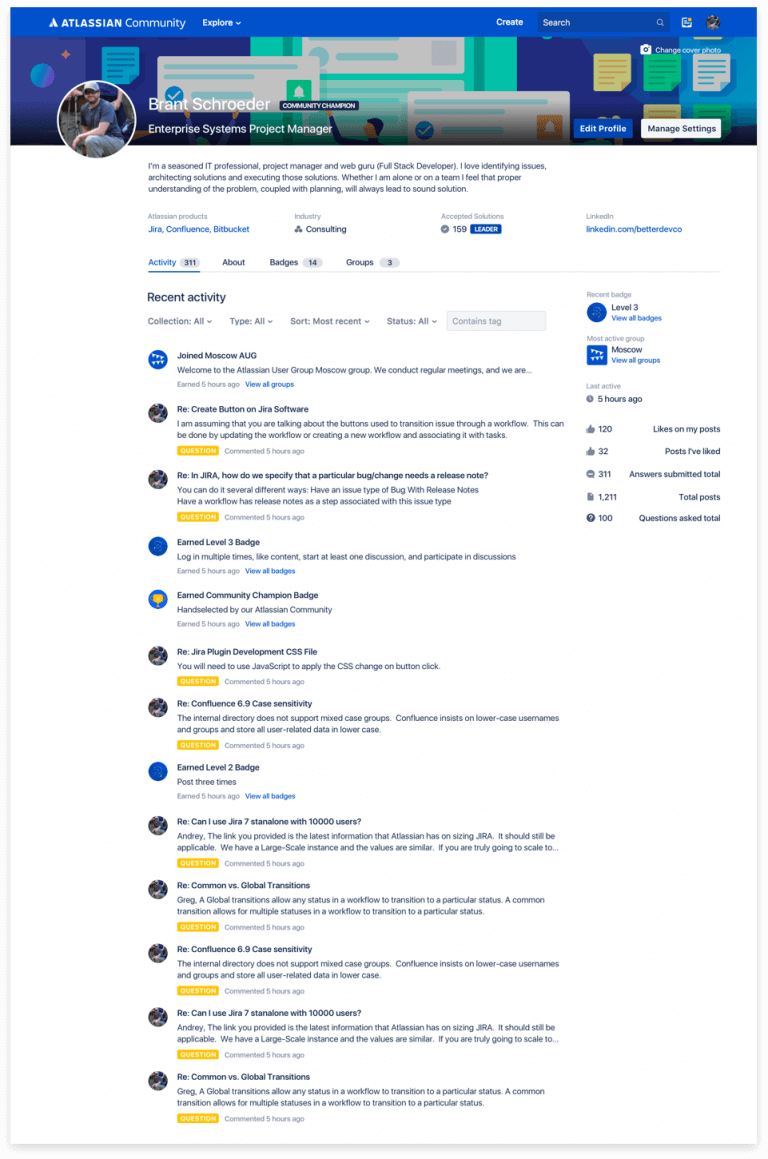 ATLASSIAN Community
Explore
Create
Search
Change cover photo
Brant Schroeder
COMMUNITY CHAMPION
Enterprise Systems Project Manager
Edit Profile
Manage Settings
I'm a seasoned IT professional, project manager and web guru (Full Stack Developer). I love identifying issues,
architecting solutions and executing those solutions. Whether I am alone or on a team I feel that proper
understanding of the problem, coupled with planning, will always lead to sound solution.
Atlassian products
Jira, Confluence, Bitbucket
Industry
Consulting
Accepted Solutions
159 LEADER
LinkedIn
linkedin.com/betterdevco
Activity 311
About
Badges 14
Groups 3
Recent activity
Collection: All
Type: All
Sort: Most recent
Status: All
Contains tag
Joined Moscow AUG
Welcome to the Atlassian User Group Moscow group. We conduct regular meetings, and we are...
Earned 5 hours ago View all groups
Re: Create Button on Jira Software
I am assuming that you are talking about the buttons used to transition issue through a workflow. This can
be done by updating the workflow or creating a new workflow and associating it with tasks.
QUESTION Commented 5 hours ago
Re: In JIRA, how do we specify that a particular bug/change needs a release note?
You can do it several different ways: Have an issue type of Bug With Release Notes
Have a workflow has release notes as a step associated with this issue type
QUESTION Commented 5 hours ago
Earned Level 3 Badge
Log in multiple times, like content, start at least one discussion, and participate in discussions
Earned 5 hours ago View all badges
Earned Community Champion Badge
Handselected by our Atlassian Community
Earned 5 hours ago View all badges
Re: Jira Plugin Development CSS File
You will need to use JavaScript to apply the CSS change on button click.
QUESTION Commented 5 hours ago
Re: Confluence 6.9 Case sensitivity
The internal directory does not support mixed case groups. Confluence insists on lower-case usernames
and groups and store all user-related data in lower case.
QUESTION Commented 5 hours ago
Earned Level 2 Badge
Post three times
Earned 5 hours ago View all badges
Re: Can I use Jira 7 stanalone with 10000 users?
Andrey, The link you provided is the latest information that Atlassian has on sizing JIRA. It should still be
applicable. We have a Large-Scale instance and the values are similar. If you are truly going to scale to...
QUESTION Commented 5 hours ago
Re: Common vs. Global Transitions
Greg, A Global transitions allow any status in a workflow to transition to a particular status. A common
transition allows for multiple statuses in a workflow to transition to a particular status.
QUESTION Commented 5 hours ago
Re: Confluence 6.9 Case sensitivity
The internal directory does not support mixed case groups. Confluence insists on lower-case usernames
and groups and store all user-related data in lower case.
QUESTION Commented 5 hours ago
Re: Can I use Jira 7 stanalone with 10000 users?
Andrey, The link you provided is the latest information that Atlassian has on sizing JIRA. It should still be
applicable. We have a Large-Scale instance and the values are similar. If you are truly going to scale to...
QUESTION Commented 5 hours ago
Re: Common vs. Global Transitions
Greg, A Global transitions allow any status in a workflow to transition to a particular status. A common
transition allows for multiple statuses in a workflow to transition to a particular status.
QUESTION Commented 5 hours ago
Recent badge
Level 3
View all badges
Most active group
Moscow
View all groups
Last active
5 hours ago
120 Likes on my posts
32 Posts I've liked
311 Answers submitted total
1,211 Total posts
100 Questions asked total